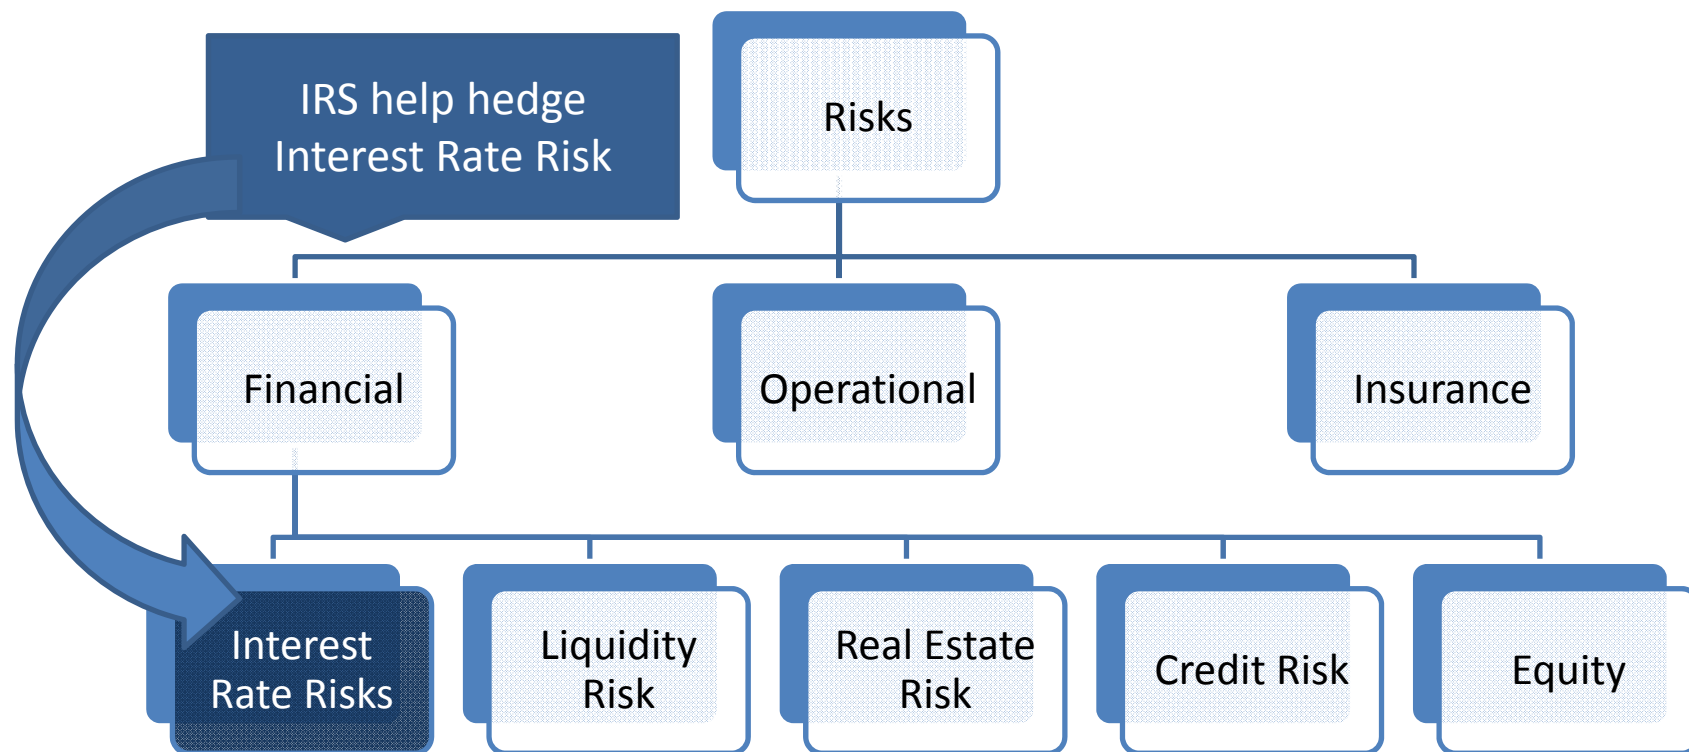 IRS help hedge
Interest Rate Risk
Risks
Financial
Operational
Insurance
Interest
Rate Risks
Liquidity
Risk
Real Estate
Risk
Credit Risk
Equity